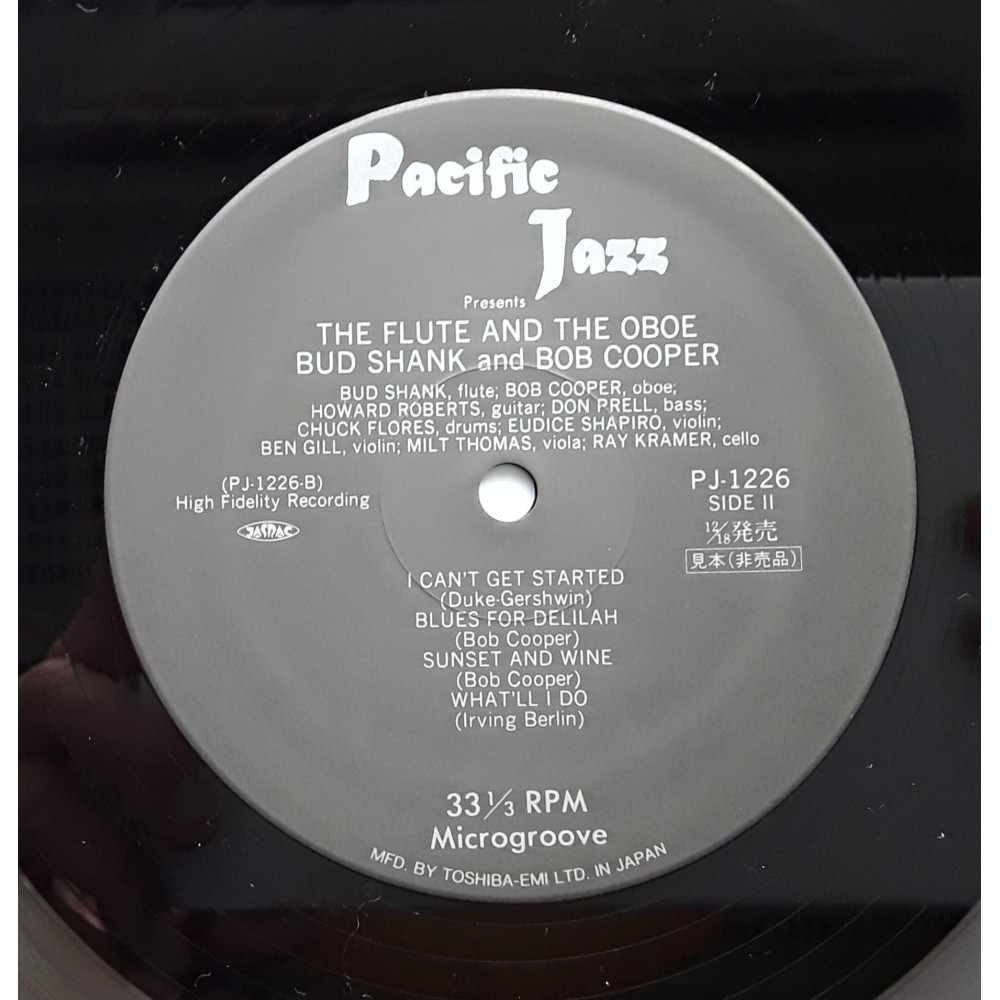 Pacific
Jazz
Presents
THE FLUTE AND THE OBOE
BUD SHANK and BOB COOPER
BUD SHANK, flute; BOB COOPER, oboe;
HOWARD ROBERTS, guitar; DON PRELL, bass;
CHUCK FLORES, drums; EUDICE SHAPIRO, violin;
BEN GILL, violin; MILT THOMAS, viola; RAY KRAMER, cello
(PJ-1226-B)
High Fidelity Recording
JASRAC
PJ-1226
SIDE II
12/18発売
見本(非売品)
I CAN'T GET STARTED
(Duke-Gershwin)
BLUES FOR DELILAH
(Bob Cooper)
SUNSET AND WINE
(Bob Cooper)
WHAT'LL I DO
(Irving Berlin)
33⅓ RPM
Microgroove
MFD. BY TOSHIBA-EMI LTD. IN JAPAN